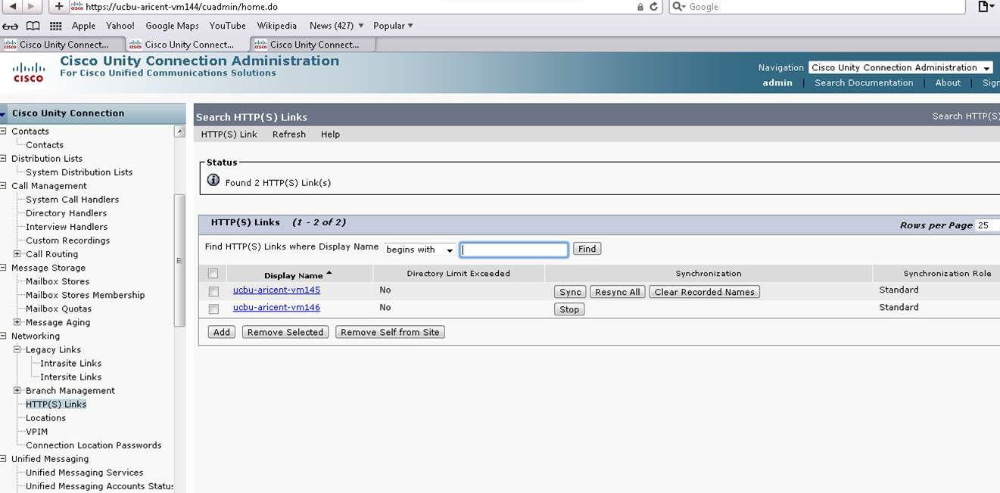 https://ucbu-aricent-vm144/cuadmin/home.do
Google
Apple Yahoo! Google Maps YouTube Wikipedia News (427) Popular
Cisco Unity Connect... Cisco Unity Connect... Cisco Unity Connect...
Cisco Unity Connection Administration
For Cisco Unified Communications Solutions
CISCO
Navigation Cisco Unity Connection Administration
admin | Search Documentation | About | Sign
Cisco Unity Connection
Contacts
Contacts
Distribution Lists
System Distribution Lists
Call Management
System Call Handlers
Directory Handlers
Interview Handlers
Custom Recordings
Call Routing
Message Storage
Mailbox Stores
Mailbox Stores Membership
Mailbox Quotas
Message Aging
Networking
Legacy Links
Intrasite Links
Intersite Links
Branch Management
HTTP(S) Links
Locations
VPIM
Connection Location Passwords
Unified Messaging
Unified Messaging Services
Unified Messaging Accounts Status
Search HTTP(S) Links
Search HTTP(S)
HTTP(S) Link Refresh Help
Status
Found 2 HTTP(S) Link(s)
HTTP(S) Links (1 - 2 of 2)
Rows per Page 25
Find HTTP(S) Links where Display Name begins with Find
Display Name Directory Limit Exceeded Synchronization Synchronization Role
ucbu-aricent-vm145 No Sync Resync All Clear Recorded Names Standard
ucbu-aricent-vm146 No Stop Standard
Add Remove Selected Remove Self from Site